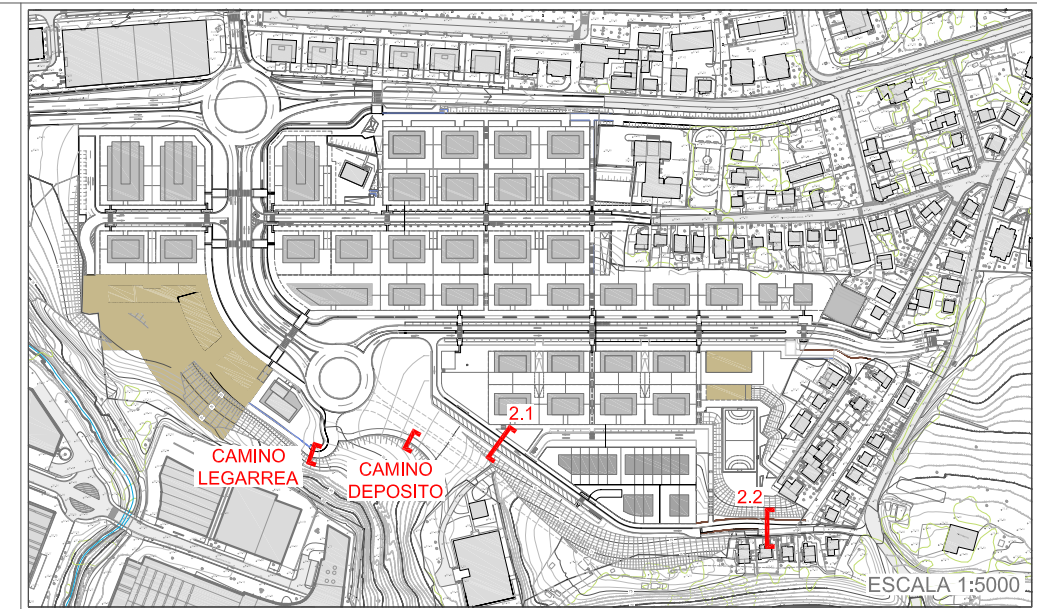 2.1
CAMINO
LEGARREA
CAMINO
DEPOSITO
2.2
ESCALA 1:5000